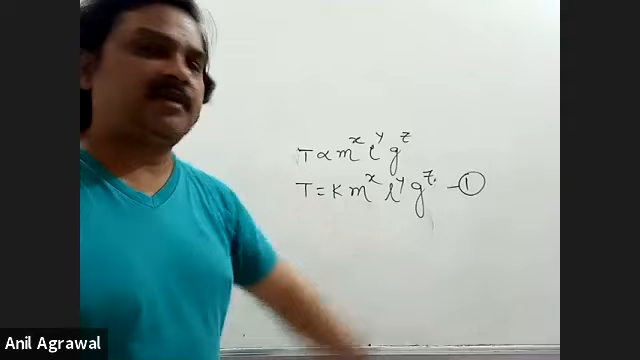 T ∝ m^x l^y g^z
T = K m^x l^y g^z. - ①
Anil Agrawal